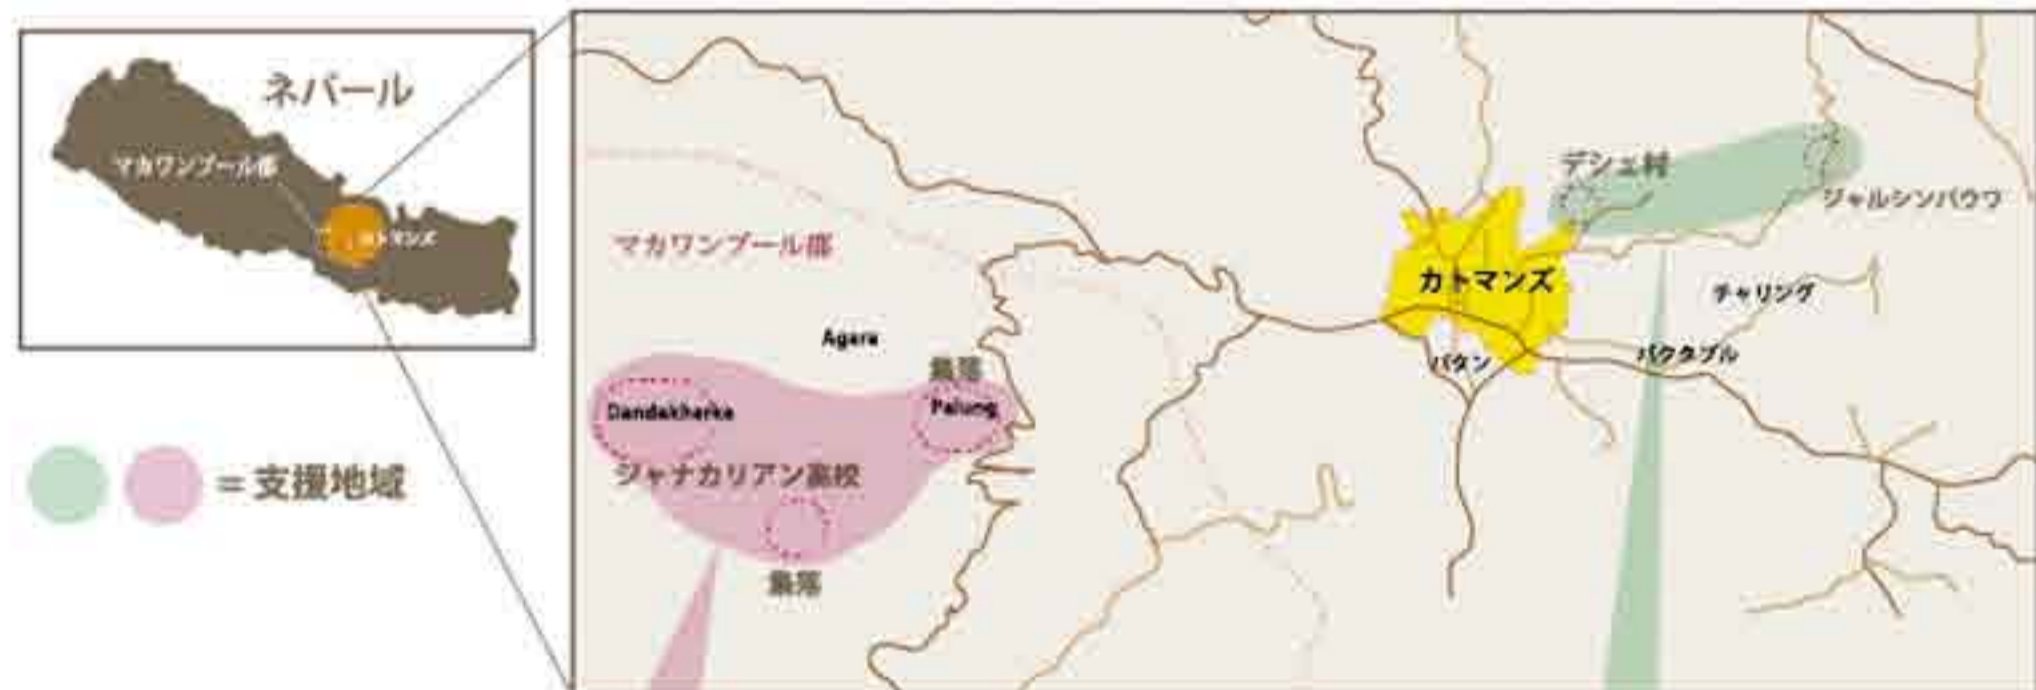 ネパール
マカワンプール郡
カトマンズ
= 支援地域
マカワンプール郡
Agara
集落
Dandakharka
Palung
ジャナカリアン高校
集落
カトマンズ
パタン
デシェ村
ジャルシンパウワ
チャリング
バクタプル